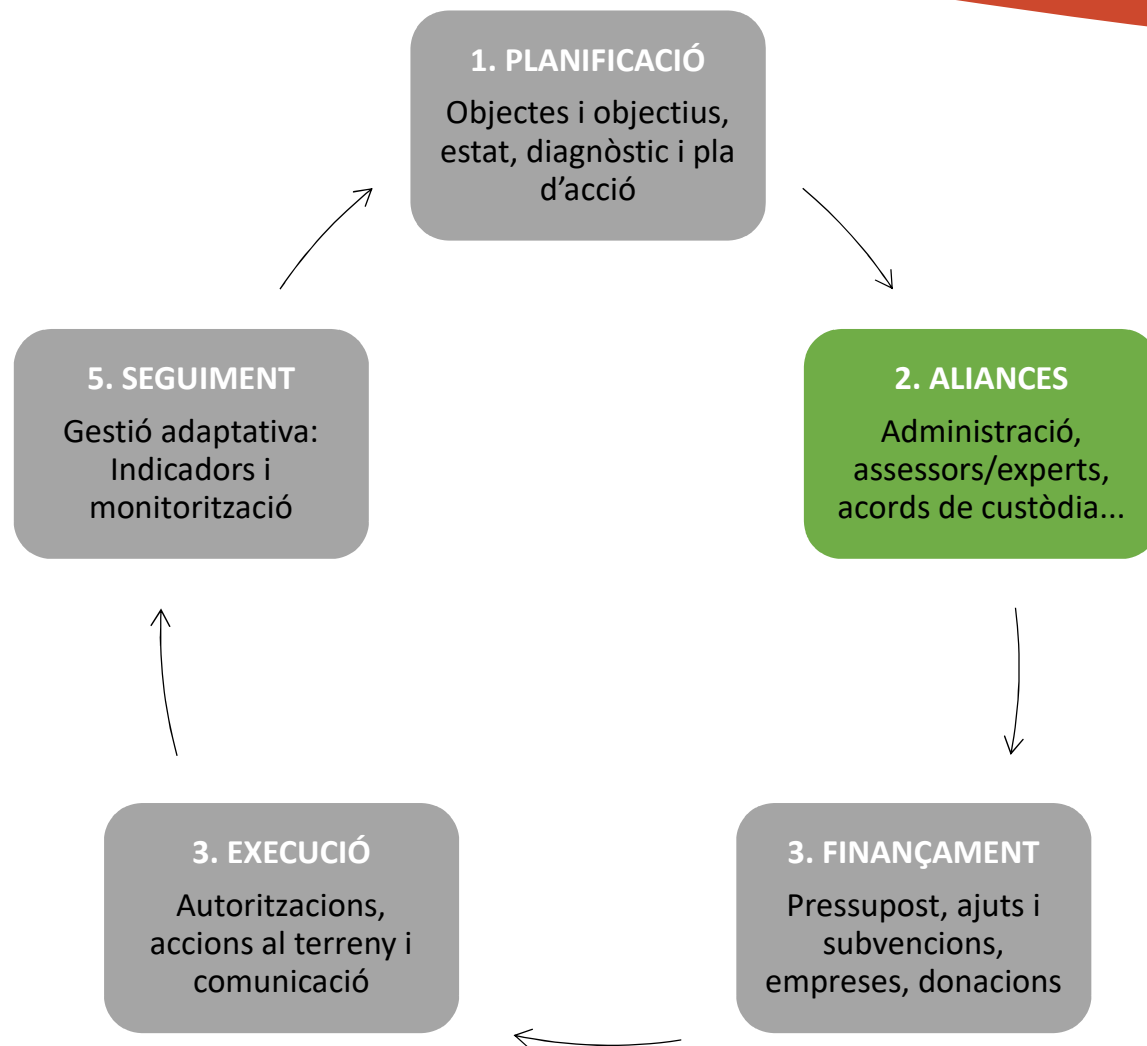 1. PLANIFICACIÓ
Objectes i objectius,
estat, diagnòstic i pla
d’acció
2. ALIANCES
Administració,
assessors/experts,
acords de custòdia...
3. FINANÇAMENT
Pressupost, ajuts i
subvencions,
empreses, donacions
3. EXECUCIÓ
Autoritzacions,
accions al terreny i
comunicació
5. SEGUIMENT
Gestió adaptativa:
Indicadors i
monitorització